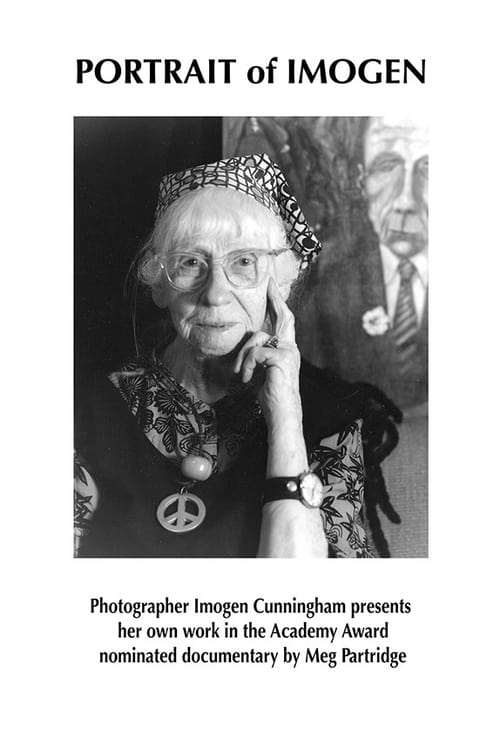 PORTRAIT of IMOGEN
Photographer Imogen Cunningham presents
her own work in the Academy Award
nominated documentary by Meg Partridge